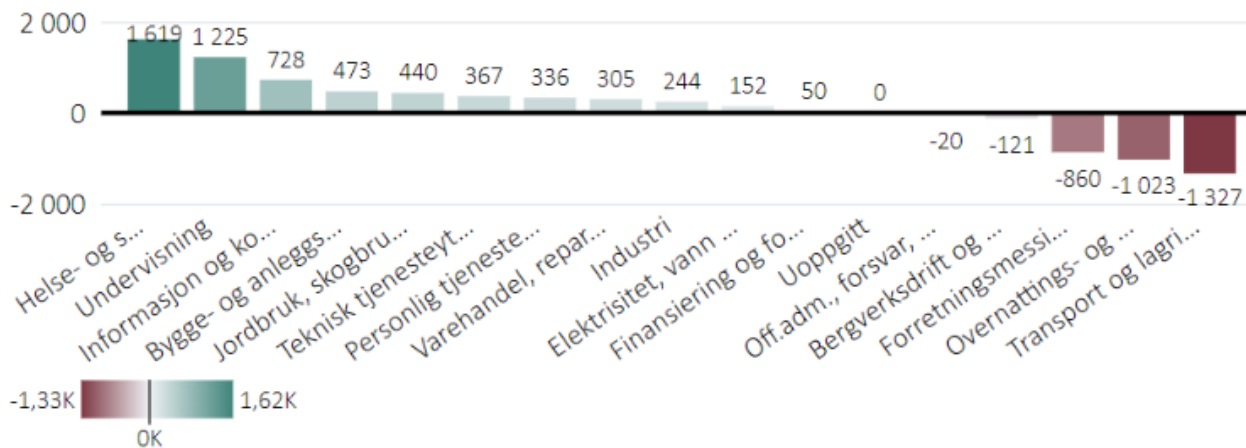 2 000
1 619
1 225
728
473
440
367
336
305
244
152
50
0
0
-20
-121
-860
-1 023
-1 327
-2 000
Helse- og s...
Undervisning
Informasjon og ko...
Bygge- og anleggs...
Jordbruk, skogbru...
Teknisk tjenesteyt...
Personlig tjeneste...
Varehandel, repar...
Industri
Elektrisitet, vann ...
Finansiering og fo...
Uoppgitt
Off.adm., forsvar, ...
Bergverksdrift og ...
Forretningsmessi...
Overnattings- og ...
Transport og lagri...
-1,33K
1,62K
0K